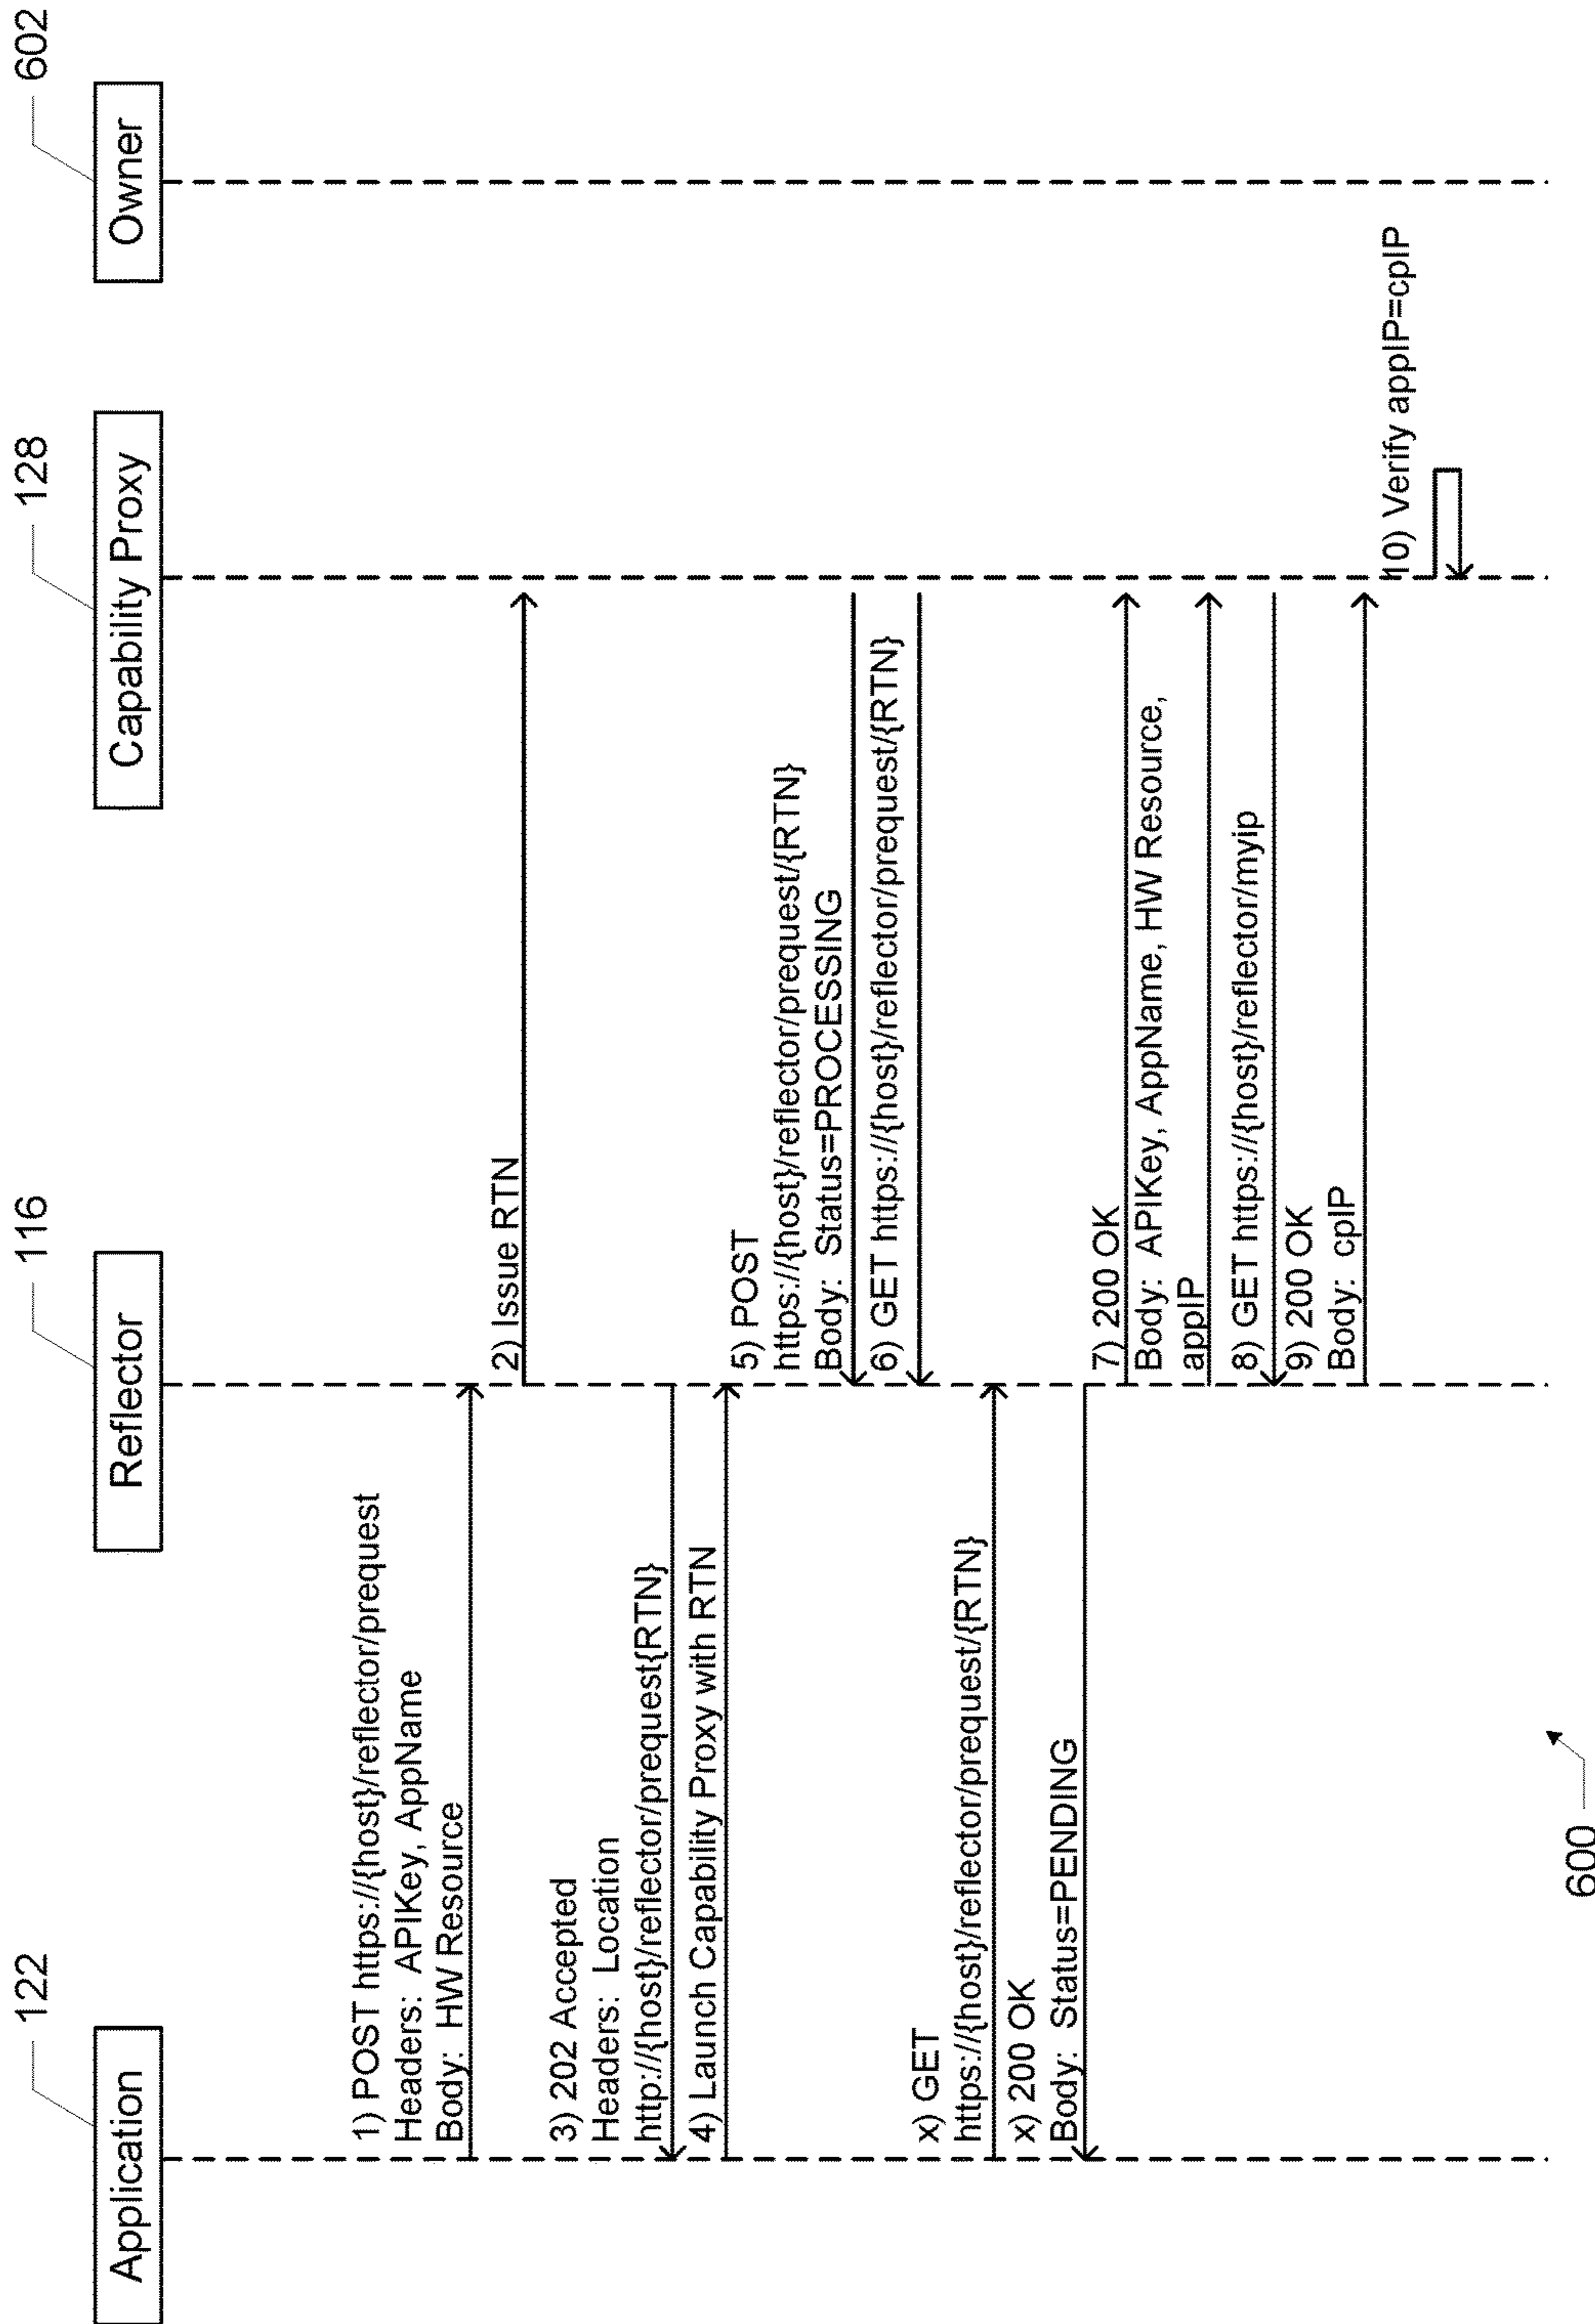 122
116
128
602
Application
Reflector
Capability Proxy
Owner
1) POST https://{host}/reflector/prequest
Headers: APIKey, AppName
Body: HW Resource
2) Issue RTN
3) 202 Accepted
Headers: Location
http://{host}/reflector/prequest{RTN}
4) Launch Capability Proxy with RTN
5) POST
https://{host}/reflector/prequest/{RTN}
Body: Status=PROCESSING
6) GET https://{host}/reflector/prequest/{RTN}
x) GET
https://{host}/reflector/prequest/{RTN}
x) 200 OK
Body: Status=PENDING
7) 200 OK
Body: APIKey, AppName, HW Resource,
appIP
8) GET https://{host}/reflector/myip
9) 200 OK
Body: cpIP
10) Verify appIP=cpIP
600